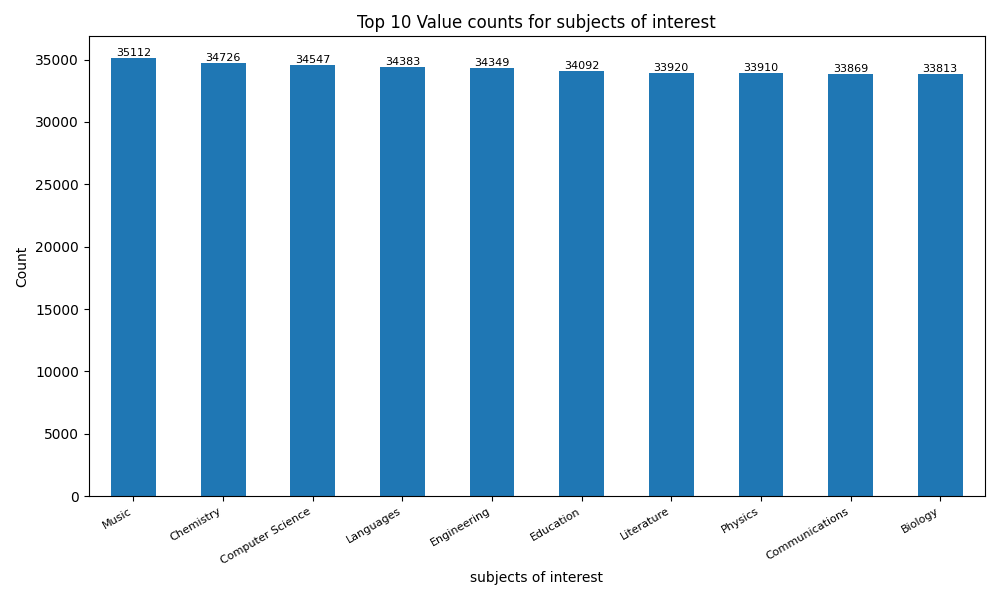 Top 10 Value counts for subjects of interest
35112
34726
34547
34383
34349
34092
33920
33910
33869
33813
Count
35000
30000
25000
20000
15000
10000
5000
0
Music
Chemistry
Computer Science
Languages
Engineering
Education
Literature
Physics
Communications
Biology
subjects of interest